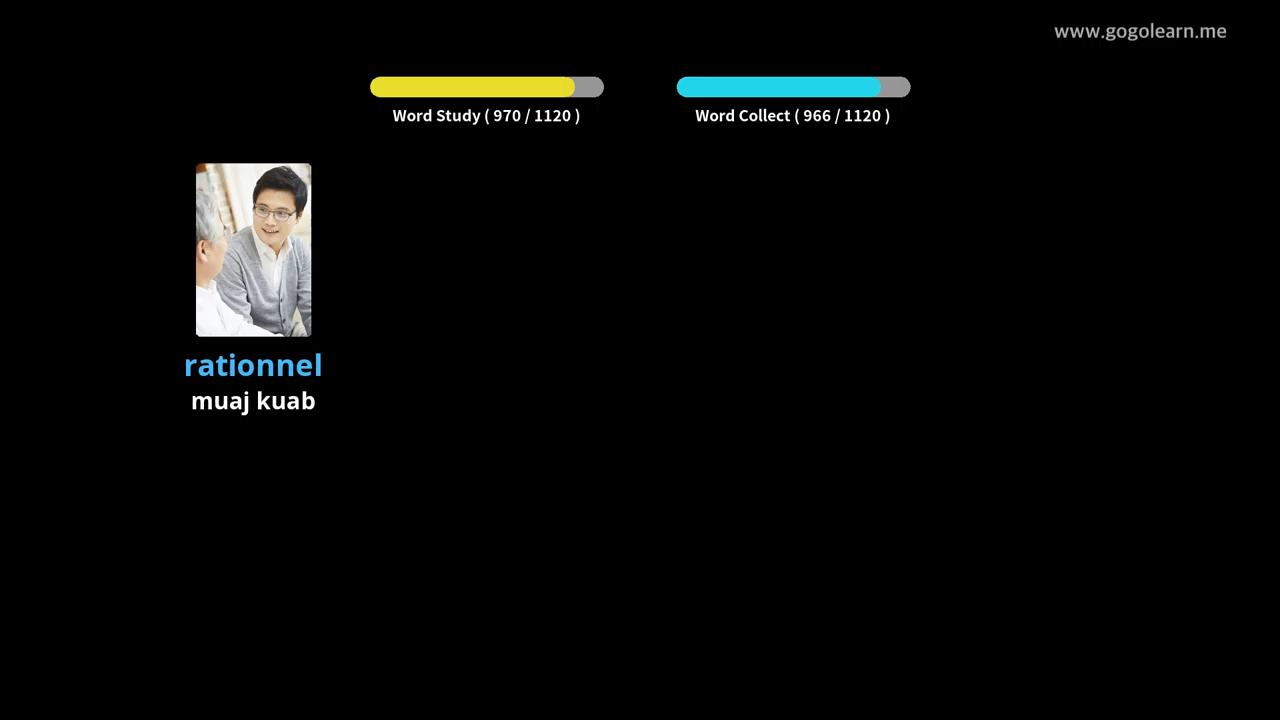 www.gogolearn.me
Word Study ( 970 / 1120 )
Word Collect ( 966 / 1120 )
rationnel
muaj kuab